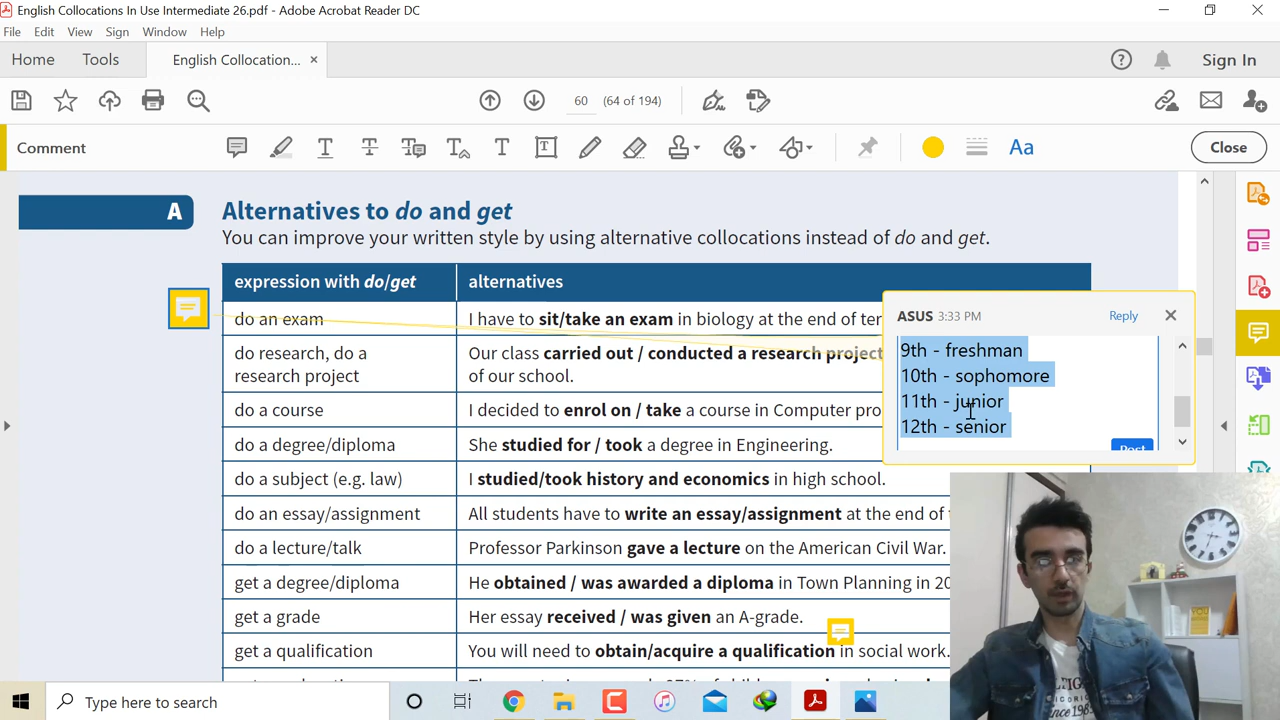 English Collocations In Use Intermediate 26.pdf - Adobe Acrobat Reader DC
File Edit View Sign Window Help
Home Tools English Collocation... ×
Sign In
60 (64 of 194)
Comment
Aa
Close
A
Alternatives to do and get
You can improve your written style by using alternative collocations instead of do and get.
expression with do/get alternatives
do an exam I have to sit/take an exam in biology at the end of
do research, do a research project Our class carried out / conducted a research project
of our school.
do a course I decided to enrol on / take a course in Computer
do a degree/diploma She studied for / took a degree in Engineering.
do a subject (e.g. law) I studied/took history and economics in high school.
do an essay/assignment All students have to write an essay/assignment at the end of
do a lecture/talk Professor Parkinson gave a lecture on the American Civil War.
get a degree/diploma He obtained / was awarded a diploma in Town Planning in
get a grade Her essay received / was given an A-grade.
get a qualification You will need to obtain/acquire a qualification in social work.
ASUS 3:33 PM Reply
9th - freshman
10th - sophomore
11th - junior
12th - senior
Post
Type here to search